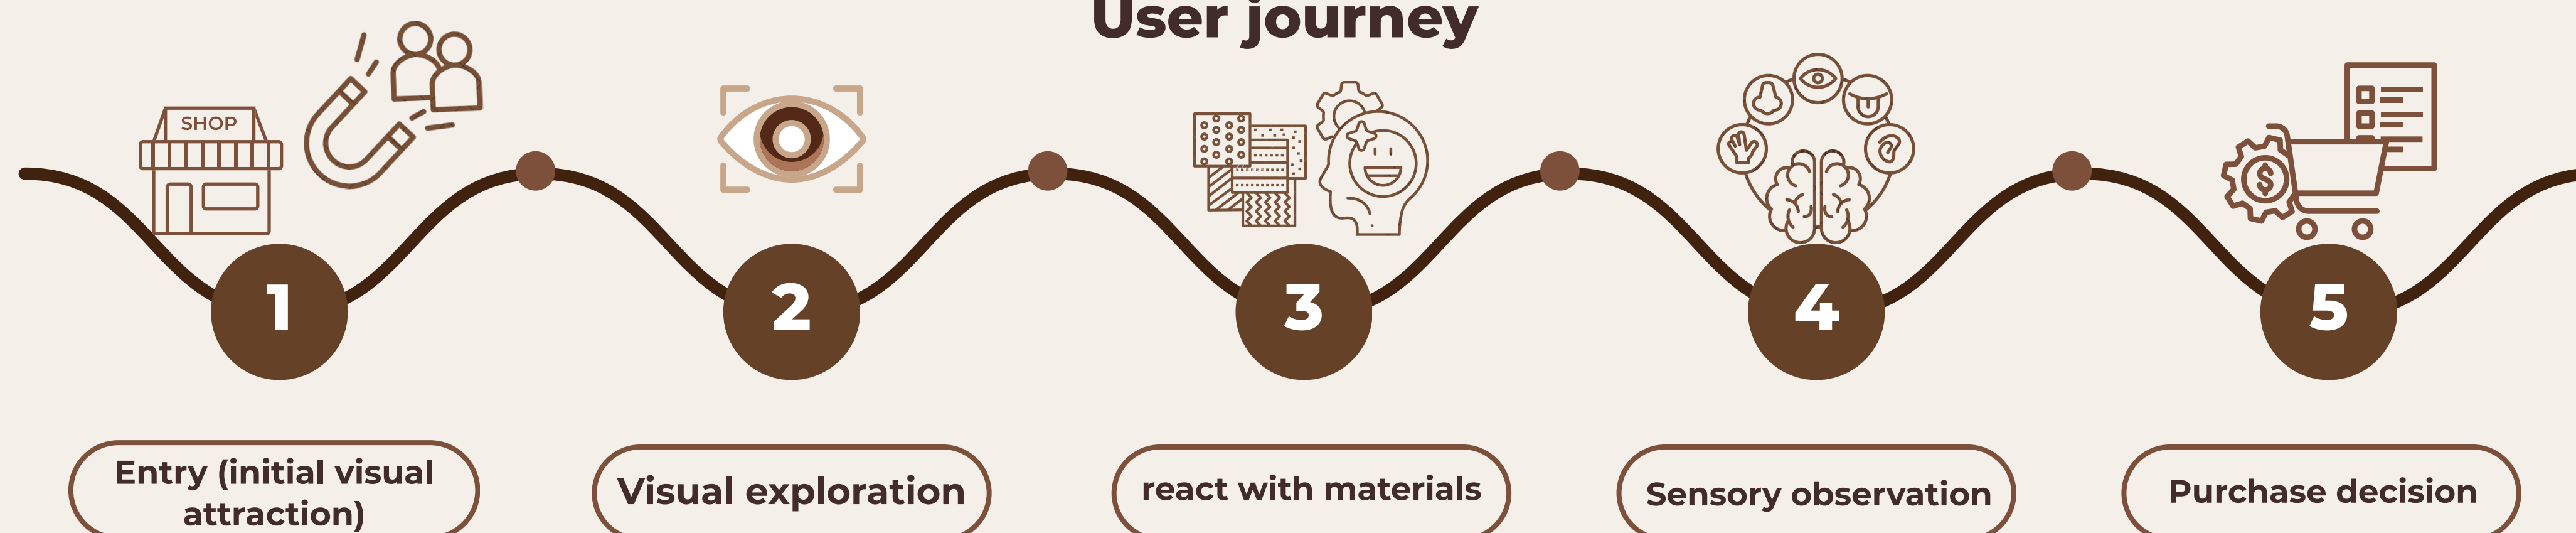 User journey
SHOP
$
1
2
3
4
5
Entry (initial visual
attraction)
Visual exploration
react with materials
Sensory observation
Purchase decision